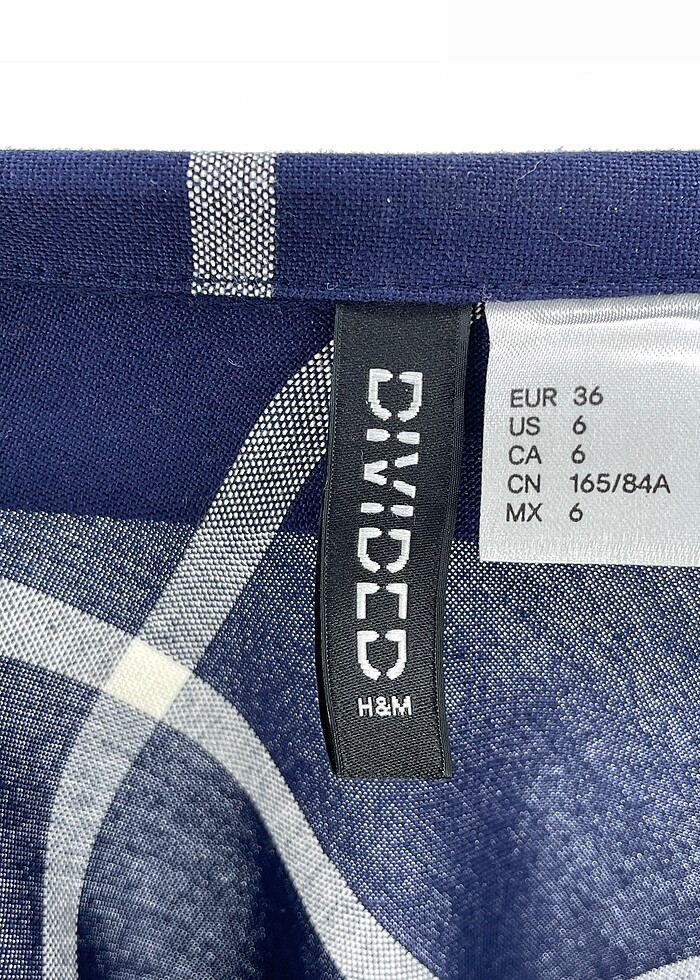 DIVIDED
H&M
EUR 36
US 6
CA 6
CN 165/84A
MX 6